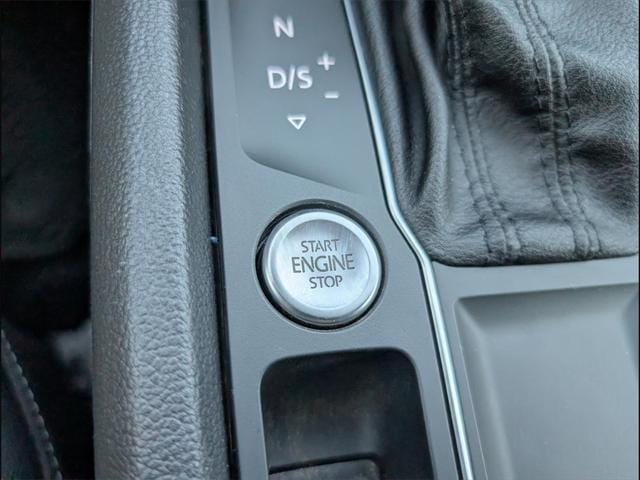 N
D/S + −
START
ENGINE
STOP